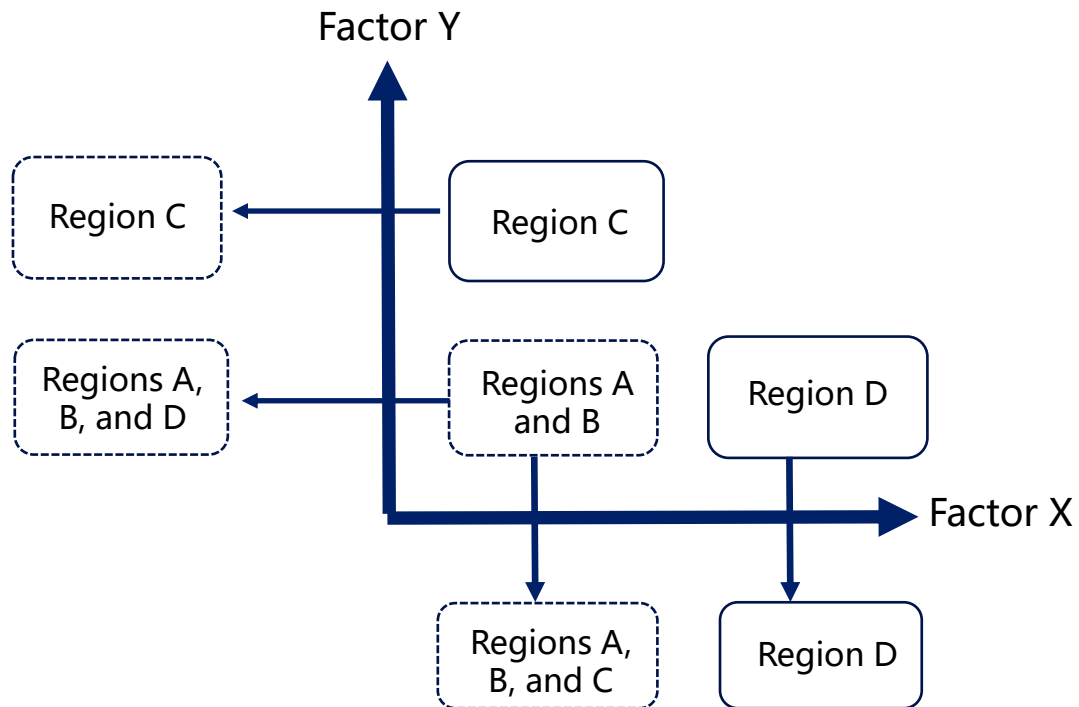 Factor Y
Region C
Region C
Regions A,
B, and D
Regions A
and B
Region D
Factor X
Regions A,
B, and C
Region D